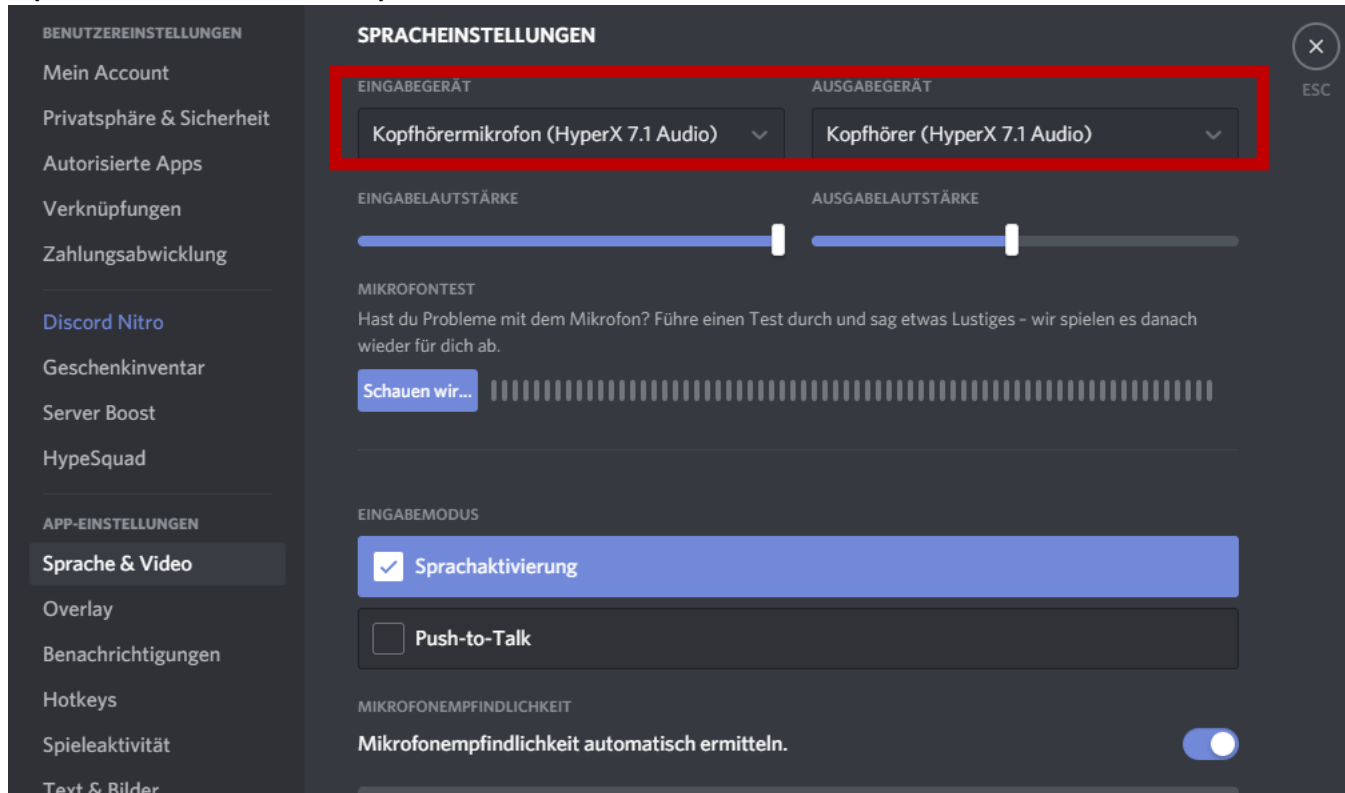 BENUTZEREINSTELLUNGEN
Mein Account
Privatsphäre & Sicherheit
Autorisierte Apps
Verknüpfungen
Zahlungsabwicklung
Discord Nitro
Geschenkinventar
Server Boost
HypeSquad
APP-EINSTELLUNGEN
Sprache & Video
Overlay
Benachrichtigungen
Hotkeys
Spieleaktivität
Text & Bilder
SPRACHEINSTELLUNGEN
EINGABEGERÄT
Kopfhörermikrofon (HyperX 7.1 Audio)
AUSGABEGERÄT
Kopfhörer (HyperX 7.1 Audio)
EINGABELAUTSTÄRKE
AUSGABELAUTSTÄRKE
MIKROFONTEST
Hast du Probleme mit dem Mikrofon? Führe einen Test durch und sag etwas Lustiges – wir spielen es danach
wieder für dich ab.
Schauen wir...
EINGABEMODUS
Sprachaktivierung
Push-to-Talk
MIKROFONEMPFINDLICHKEIT
Mikrofonempfindlichkeit automatisch ermitteln.
ESC